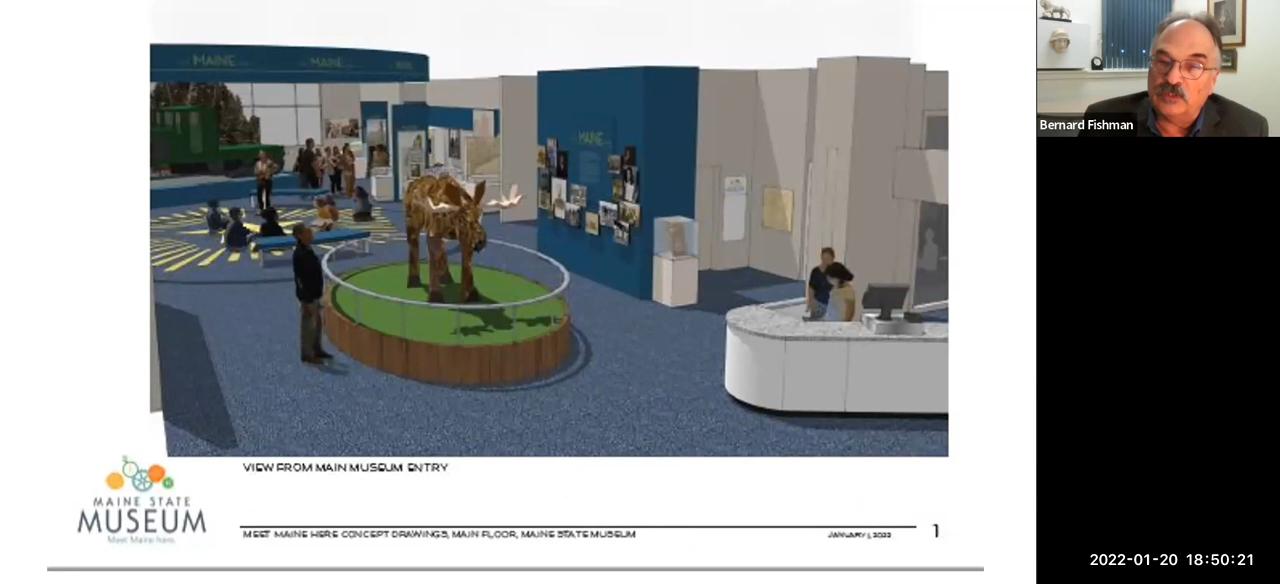 MAINE
MAINE
MAINE
VIEW FROM MAIN MUSEUM ENTRY
MAINE STATE
MUSEUM
Meet Maine here.
MEET MAINE HERE CONCEPT DRAWINGS, MAIN FLOOR, MAINE STATE MUSEUM
1
Bernard Fishman
2022-01-20 18:50:21